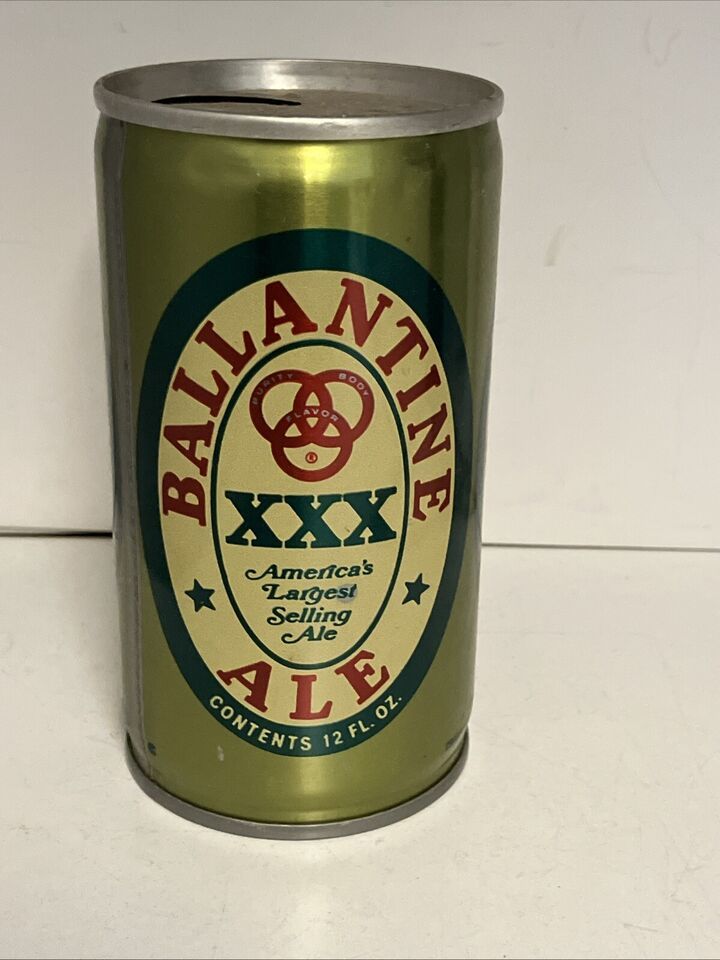 BALLANTINE
PURITY BODY
FLAVOR
XXX
America's
Largest
Selling
Ale
ALE
CONTENTS 12 FL. OZ.